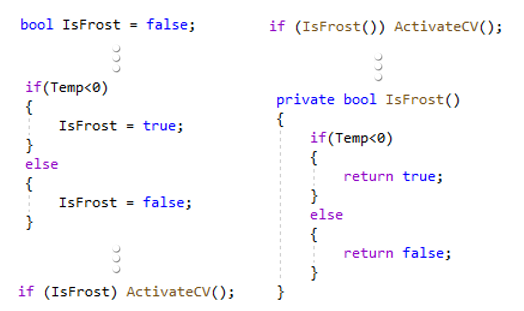 bool IsFrost = false;
if(Temp<0)
{
IsFrost = true;
}
else
{
IsFrost = false;
}
if (IsFrost) ActivateCV();
if (IsFrost()) ActivateCV();
private bool IsFrost()
{
if(Temp<0)
{
return true;
}
else
{
return false;
}
}